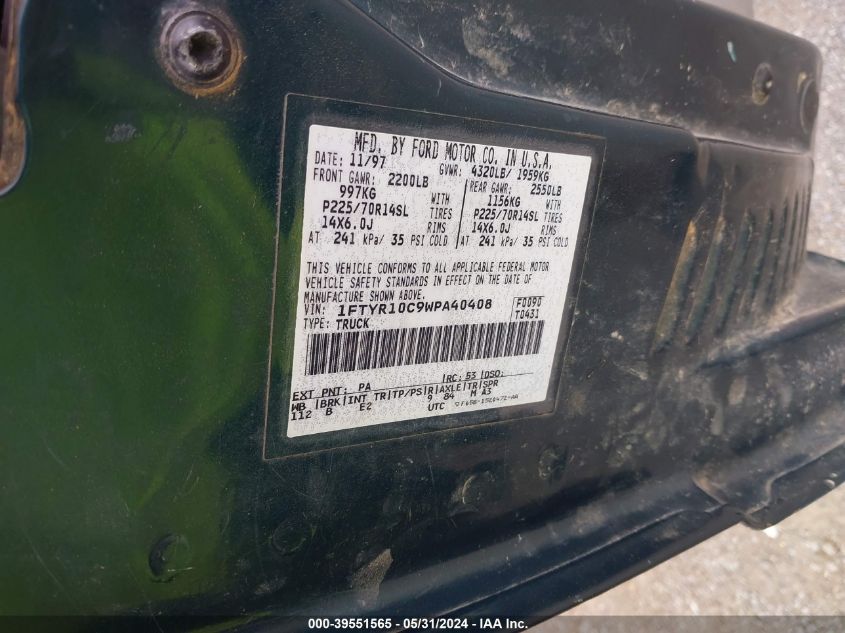 MFD. BY FORD MOTOR CO. IN U.S.A.
DATE: 11/97 GVWR: 4320LB/ 1959KG
FRONT GAWR: 2200LB REAR GAWR: 2550LB
997KG WITH 1156KG WITH
P225/70R14SL TIRES P225/70R14SL TIRES
14X6.0J RIMS 14X6.0J RIMS
AT 241 kPa/ 35 PSI COLD AT 241 kPa/ 35 PSI COLD
THIS VEHICLE CONFORMS TO ALL APPLICABLE FEDERAL MOTOR
VEHICLE SAFETY STANDARDS IN EFFECT ON THE DATE OF
MANUFACTURE SHOWN ABOVE.
VIN: 1FTYR10C9WPA40408 F0090
TYPE: TRUCK T0431
EXT PNT: PA RC: 53 DSO:
WB BRK INT TR TP/PS R AXLE TR SPR
112 B E2 9 84 M A3
UTC
000-39551565 - 05/31/2024 - IAA Inc.